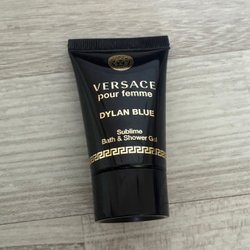 VERSACE
pour femme
DYLAN BLUE
Sublime
Bath & Shower Gel